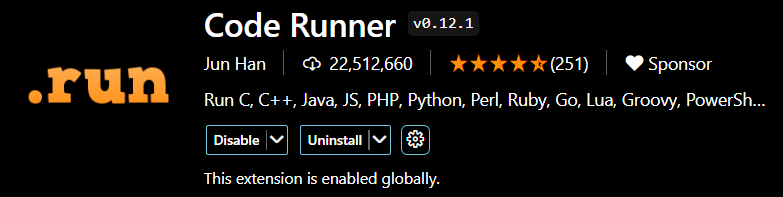 .run
Code Runner v0.12.1
Jun Han 22,512,660 (251) Sponsor
Run C, C++, Java, JS, PHP, Python, Perl, Ruby, Go, Lua, Groovy, PowerSh...
Disable Uninstall
This extension is enabled globally.